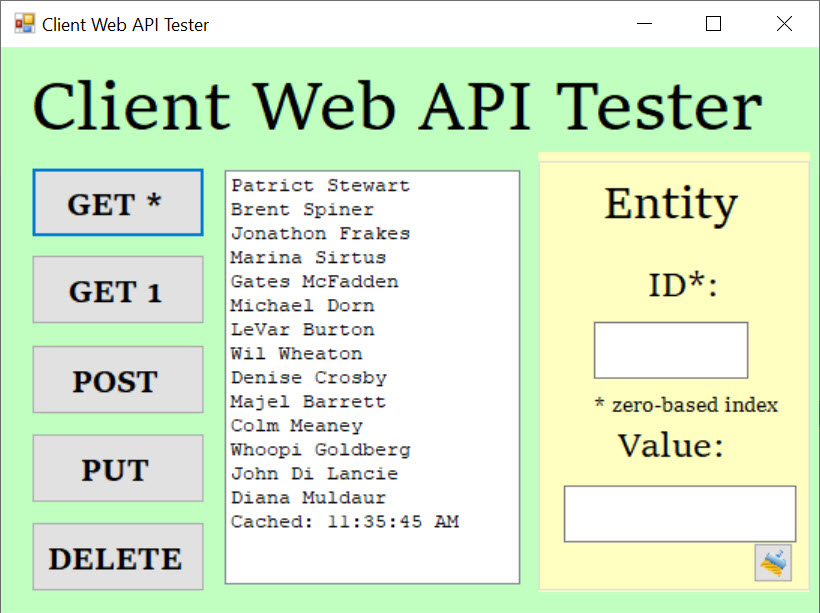 Client Web API Tester
Client Web API Tester
GET *
GET 1
POST
PUT
DELETE
Patrict Stewart
Brent Spiner
Jonathon Frakes
Marina Sirtus
Gates McFadden
Michael Dorn
LeVar Burton
Wil Wheaton
Denise Crosby
Majel Barrett
Colm Meaney
Whoopi Goldberg
John Di Lancie
Diana Muldaur
Cached: 11:35:45 AM
Entity
ID*:
* zero-based index
Value: